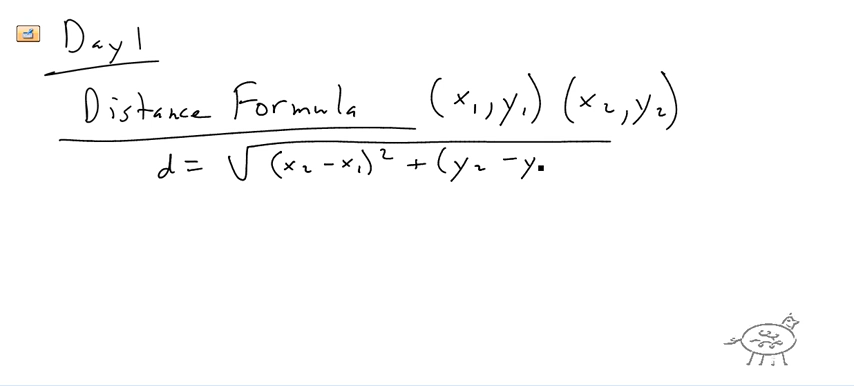 Day 1
Distance Formula (x₁,y₁) (x₂,y₂)
d = √(x₂ - x₁)² + (y₂ - y